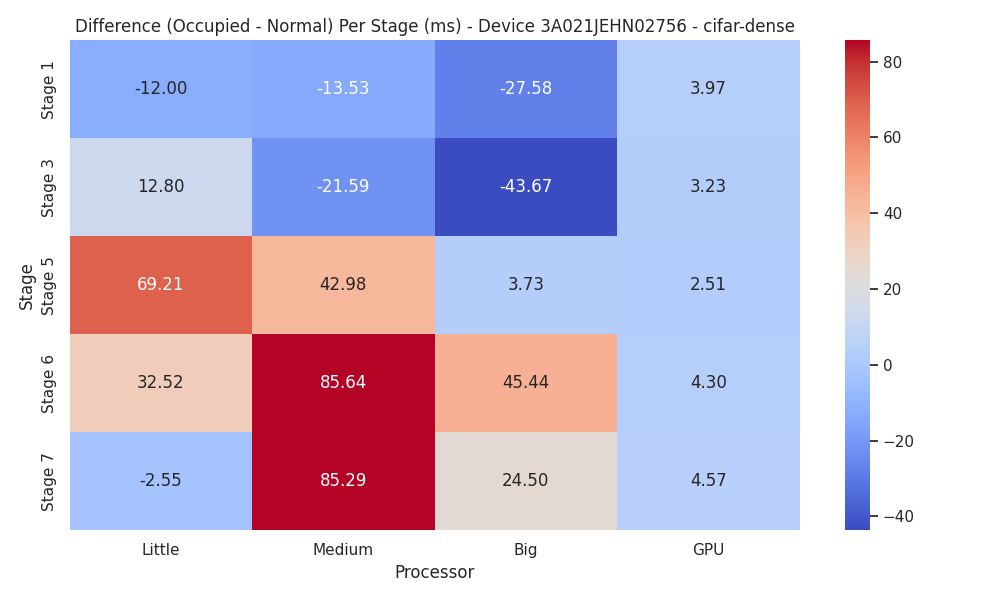 Difference (Occupied - Normal) Per Stage (ms) - Device 3A021JEHN02756 - cifar-dense
Stage
Stage 1
-12.00
-13.53
-27.58
3.97
Stage 3
12.80
-21.59
-43.67
3.23
Stage 5
69.21
42.98
3.73
2.51
Stage 6
32.52
85.64
45.44
4.30
Stage 7
-2.55
85.29
24.50
4.57
Little
Medium
Big
GPU
Processor
80
60
40
20
0
−20
−40